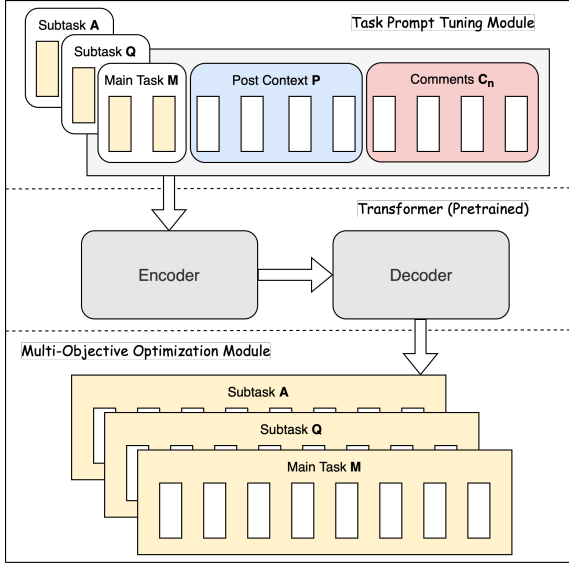 Subtask A
Task Prompt Tuning Module
Subtask Q
Main Task M
Post Context P
Comments Cn
Transformer (Pretrained)
Encoder
Decoder
Multi-Objective Optimization Module
Subtask A
Subtask Q
Main Task M